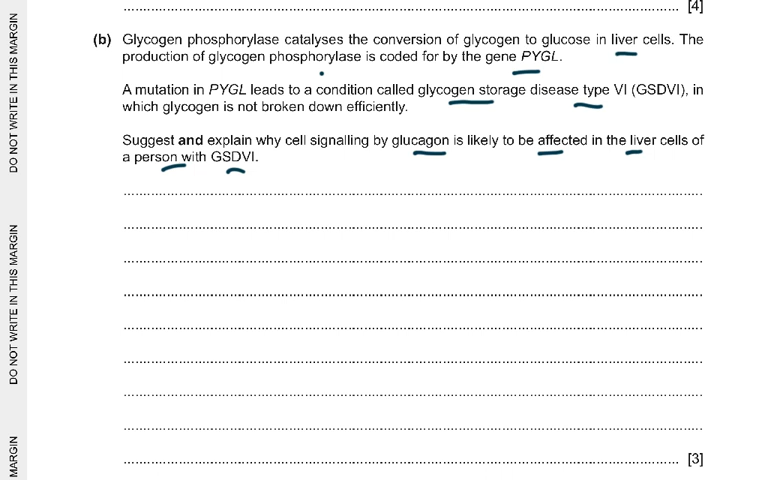 [4]
(b) Glycogen phosphorylase catalyses the conversion of glycogen to glucose in liver cells. The
production of glycogen phosphorylase is coded for by the gene PYGL.
A mutation in PYGL leads to a condition called glycogen storage disease type VI (GSDVI), in
which glycogen is not broken down efficiently.
Suggest and explain why cell signalling by glucagon is likely to be affected in the liver cells of
a person with GSDVI.
[3]
DO NOT WRITE IN THIS MARGIN
DO NOT WRITE IN THIS MARGIN
MARGIN